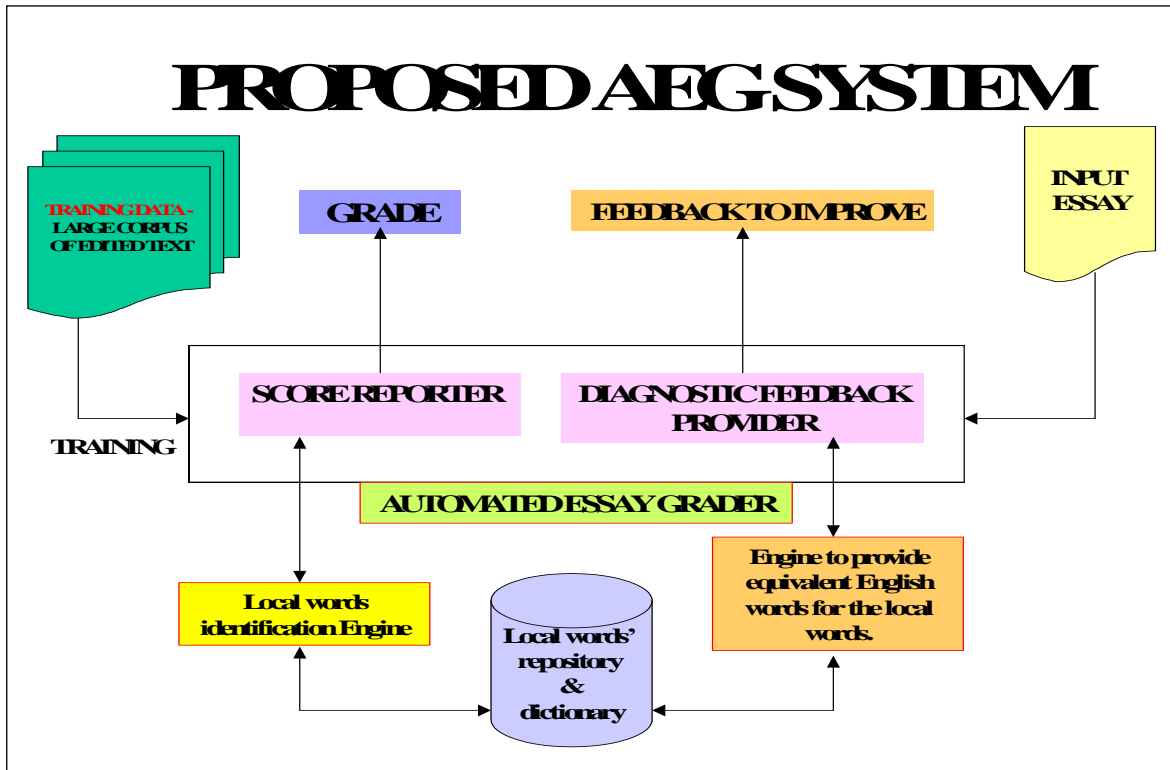 PROPOSED AEG SYSTEM
TRAINING DATA -
LARGE CORPUS
OF EDITED TEXT
GRADE
FEEDBACK TO IMPROVE
INPUT
ESSAY
SCORE REPORTER
DIAGNOSTIC FEEDBACK
PROVIDER
TRAINING
AUTOMATED ESSAY GRADER
Local words
identification Engine
Local words’
repository
&
dictionary
Engine to provide
equivalent English
words for the local
words.